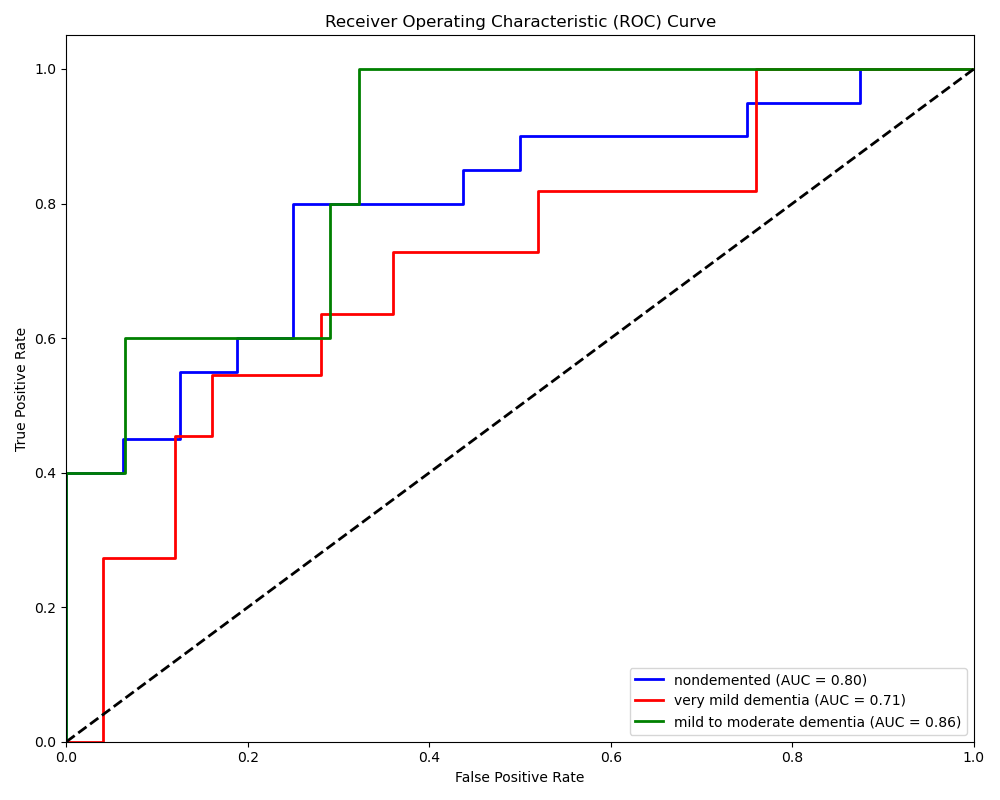 Receiver Operating Characteristic (ROC) Curve
True Positive Rate
1.0
0.8
0.6
0.4
0.2
0.0
nondemented (AUC = 0.80)
very mild dementia (AUC = 0.71)
mild to moderate dementia (AUC = 0.86)
0.0 0.2 0.4 0.6 0.8 1.0
False Positive Rate